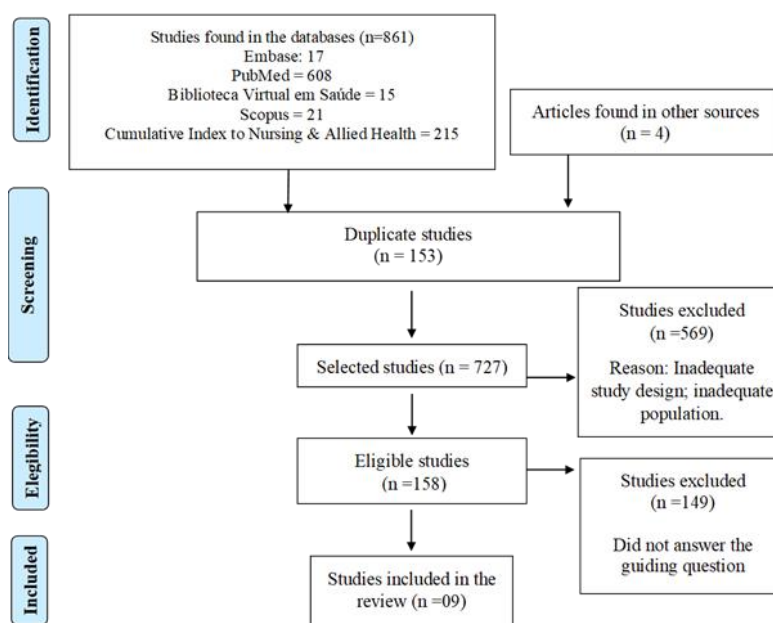 Identification
Studies found in the databases (n=861)
Embase: 17
PubMed = 608
Biblioteca Virtual em Saúde = 15
Scopus = 21
Cumulative Index to Nursing & Allied Health = 215
Articles found in other sources
(n = 4)
Screening
Duplicate studies
(n = 153)
Selected studies (n = 727)
Studies excluded
(n =569)
Reason: Inadequate
study design; inadequate
population.
Elegibility
Eligible studies
(n =158)
Studies excluded
(n =149)
Did not answer the
guiding question
Included
Studies included in the
review (n =09)